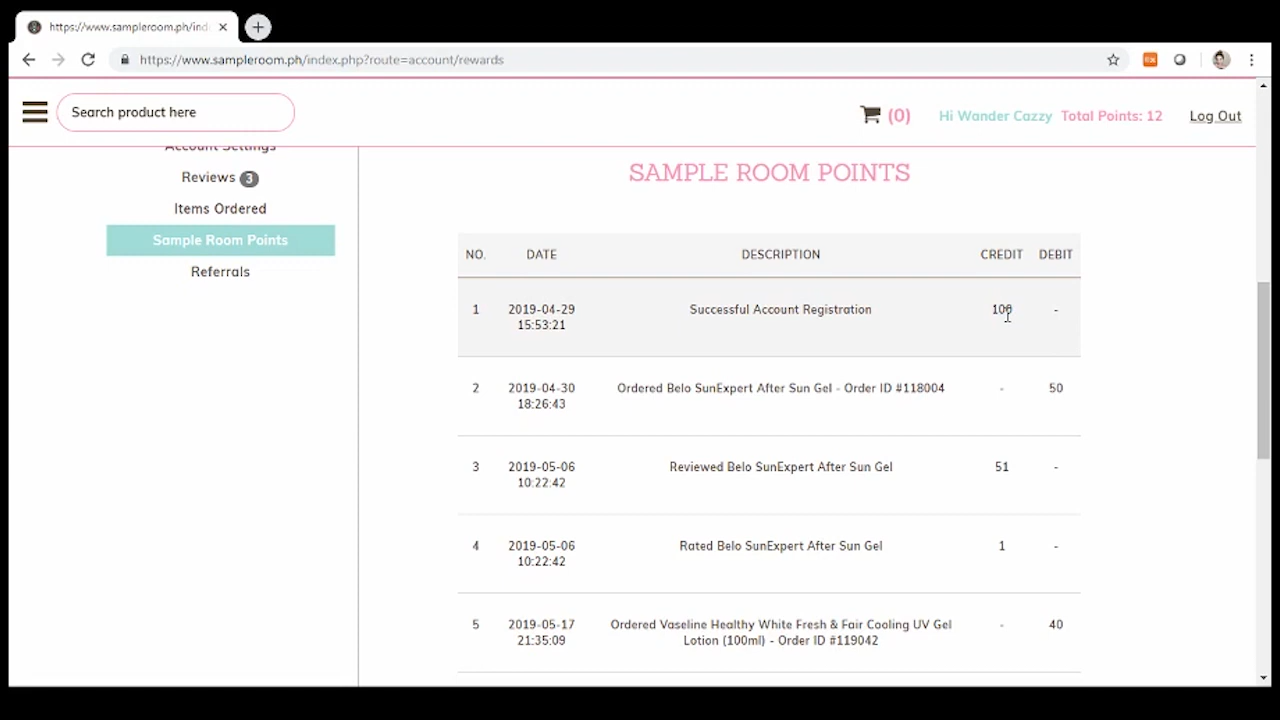 https://www.sampleroom.ph/ind
https://www.sampleroom.ph/index.php?route=account/rewards
Search product here
(0)
Hi Wander Cazzy Total Points: 12
Log Out
Account Settings
Reviews 3
Items Ordered
Sample Room Points
Referrals
SAMPLE ROOM POINTS
NO. DATE DESCRIPTION CREDIT DEBIT
1 2019-04-29 Successful Account Registration 100 -
15:53:21
2 2019-04-30 Ordered Belo SunExpert After Sun Gel - Order ID #118004 - 50
18:26:43
3 2019-05-06 Reviewed Belo SunExpert After Sun Gel 51 -
10:22:42
4 2019-05-06 Rated Belo SunExpert After Sun Gel 1 -
10:22:42
5 2019-05-17 Ordered Vaseline Healthy White Fresh & Fair Cooling UV Gel - 40
21:35:09 Lotion (100ml) - Order ID #119042